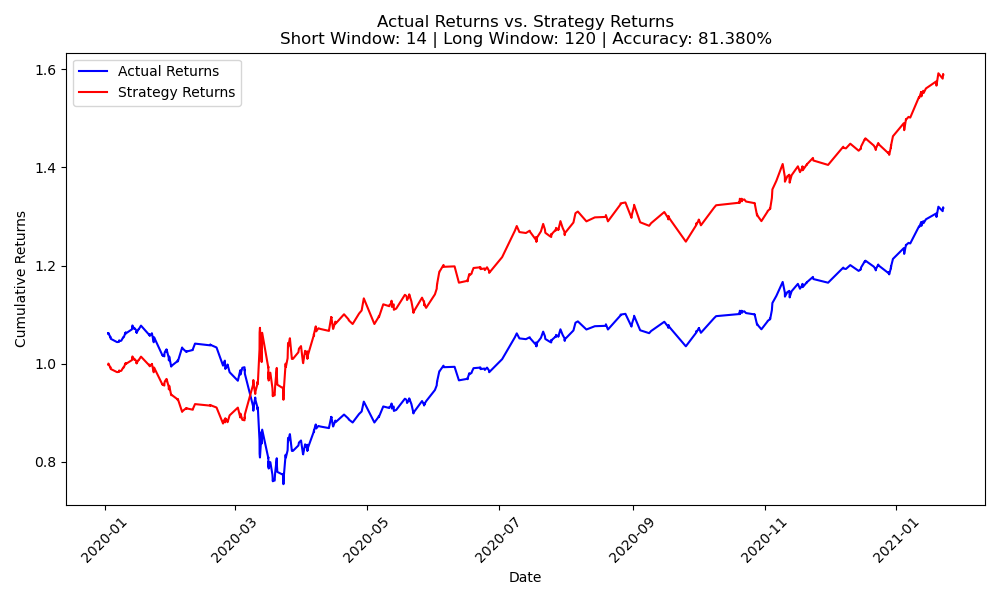 Actual Returns vs. Strategy Returns
Short Window: 14 | Long Window: 120 | Accuracy: 81.380%
Actual Returns
Strategy Returns
Cumulative Returns
1.6
1.4
1.2
1.0
0.8
2020-01
2020-03
2020-05
2020-07
2020-09
2020-11
2021-01
Date